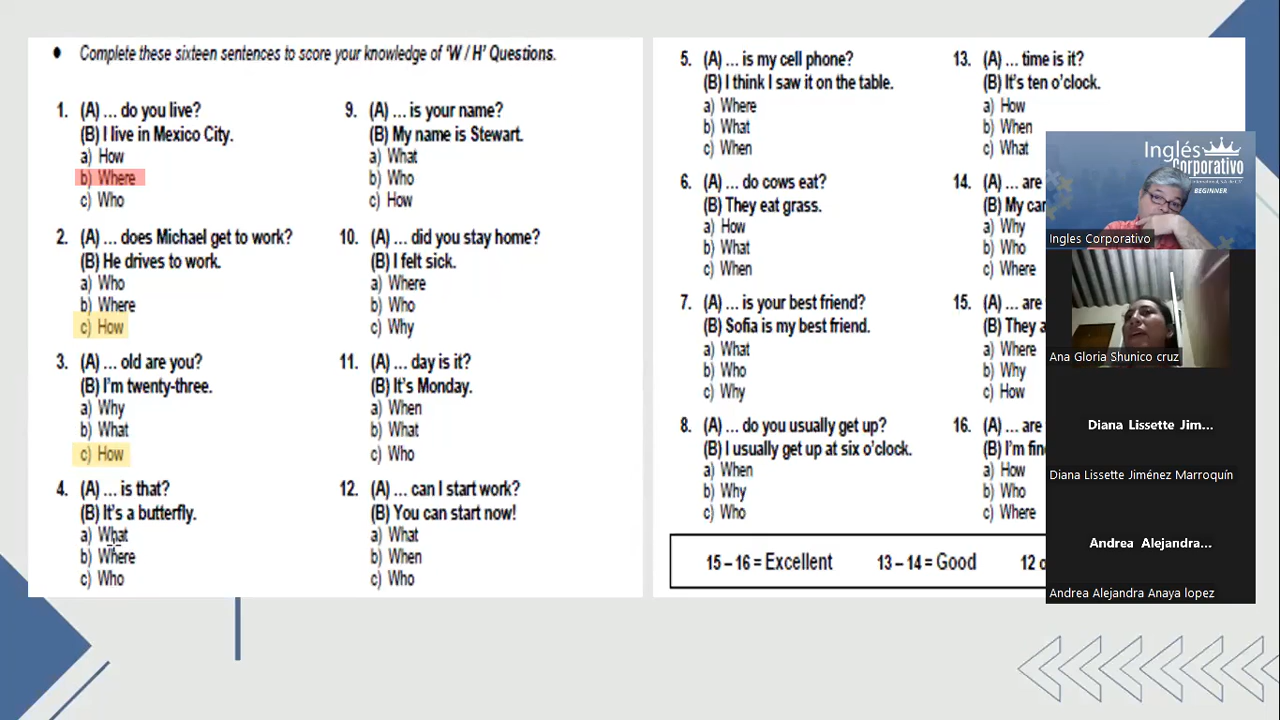 • Complete these sixteen sentences to score your knowledge of 'W / H' Questions.
1. (A) ... do you live?
(B) I live in Mexico City.
a) How
b) Where
c) Who
2. (A) ... does Michael get to work?
(B) He drives to work.
a) Who
b) Where
c) How
3. (A) ... old are you?
(B) I'm twenty-three.
a) Why
b) What
c) How
4. (A) ... is that?
(B) It's a butterfly.
a) What
b) Where
c) Who
9. (A) ... is your name?
(B) My name is Stewart.
a) What
b) Who
c) How
10. (A) ... did you stay home?
(B) I felt sick.
a) Where
b) Who
c) Why
11. (A) ... day is it?
(B) It's Monday.
a) When
b) What
c) Who
12. (A) ... can I start work?
(B) You can start now!
a) What
b) When
c) Who
5. (A) ... is my cell phone?
(B) I think I saw it on the table.
a) Where
b) What
c) When
6. (A) ... do cows eat?
(B) They eat grass.
a) How
b) What
c) When
7. (A) ... is your best friend?
(B) Sofia is my best friend.
a) What
b) Who
c) Why
8. (A) ... do you usually get up?
(B) I usually get up at six o'clock.
a) When
b) Why
c) Who
13. (A) ... time is it?
(B) It's ten o'clock.
a) How
b) When
c) What
14. (A) ... are
(B) My
a) Why
b) Who
c) Where
15. (A) ... are
(B) They
a) Where
b) Why
c) How
16. (A) ... are
(B) I'm
a) How
b) Who
c) Where
15 – 16 = Excellent 13 – 14 = Good 12
Inglés
Corporativo
BEGINNER
Ingles Corporativo
Ana Gloria Shunico cruz
Diana Lissette Jim...
Diana Lissette Jiménez Marroquín
Andrea Alejandra...
Andrea Alejandra Anaya lopez